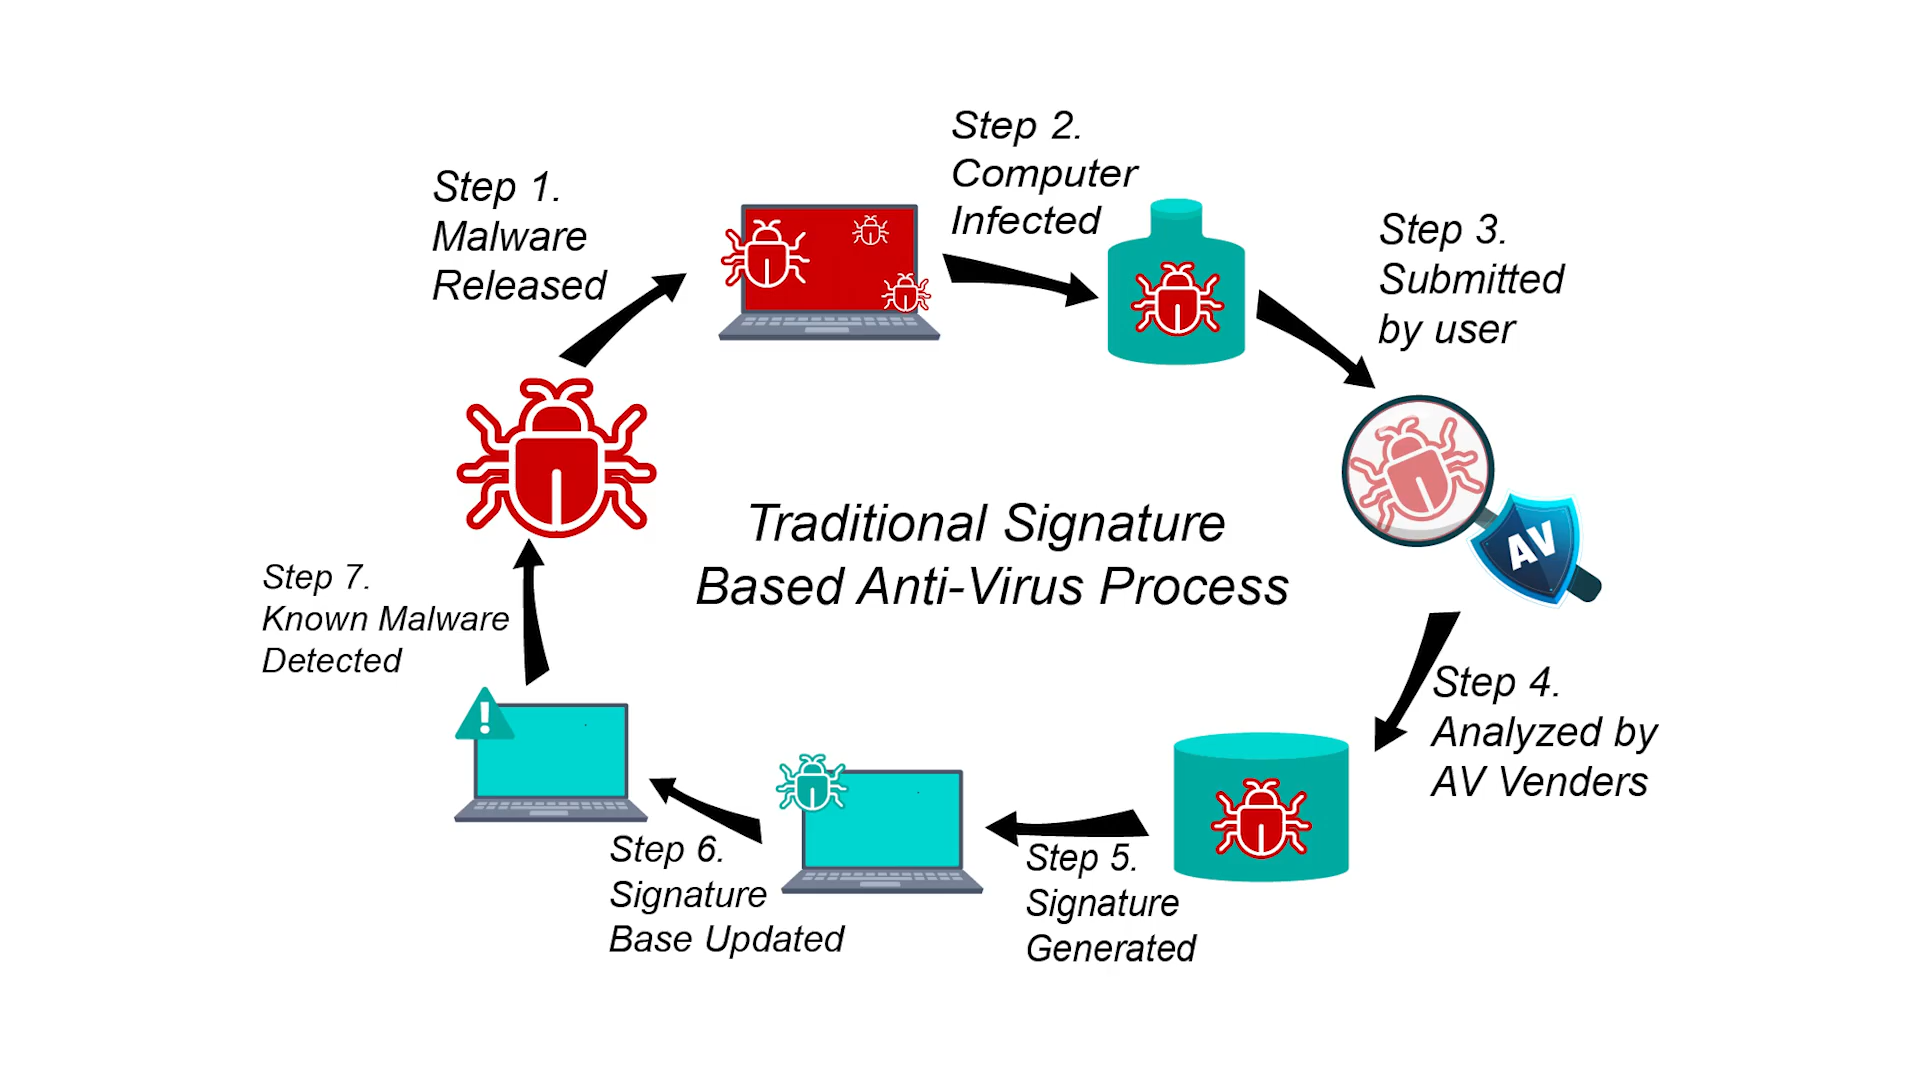 Step 1.
Malware
Released
Step 2.
Computer
Infected
Step 3.
Submitted
by user
AV
Step 4.
Analyzed by
AV Venders
Step 5.
Signature
Generated
Step 6.
Signature
Base Updated
Step 7.
Known Malware
Detected
Traditional Signature
Based Anti-Virus Process